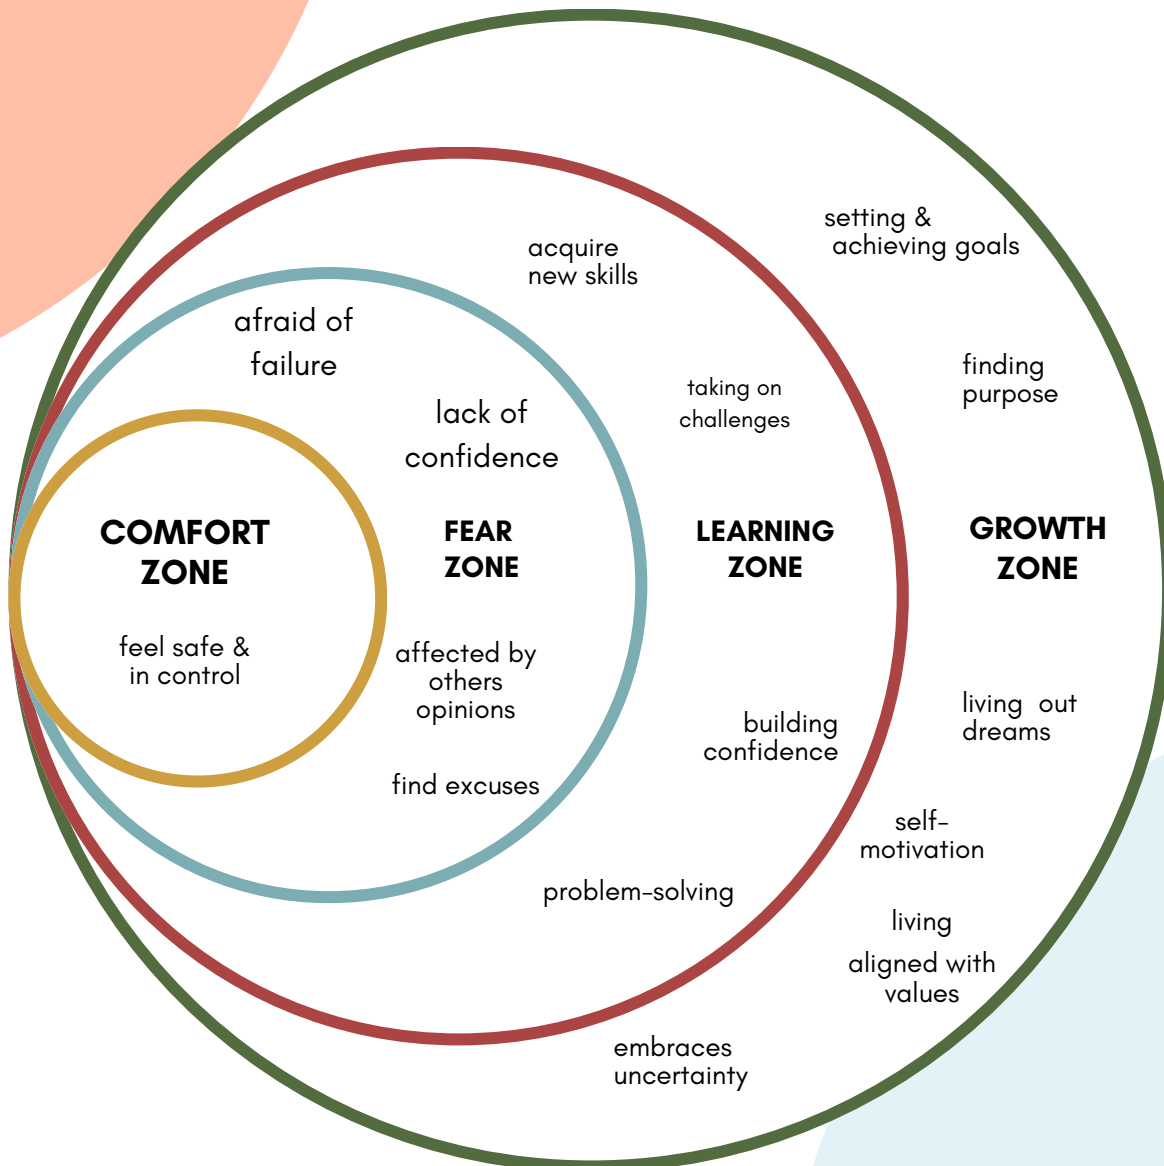 COMFORT
ZONE
feel safe &
in control
afraid of
failure
lack of
confidence
FEAR
ZONE
affected by
others
opinions
find excuses
acquire
new skills
taking on
challenges
LEARNING
ZONE
building
confidence
problem-solving
setting &
achieving goals
finding
purpose
GROWTH
ZONE
living out
dreams
self-
motivation
living
aligned with
values
embraces
uncertainty